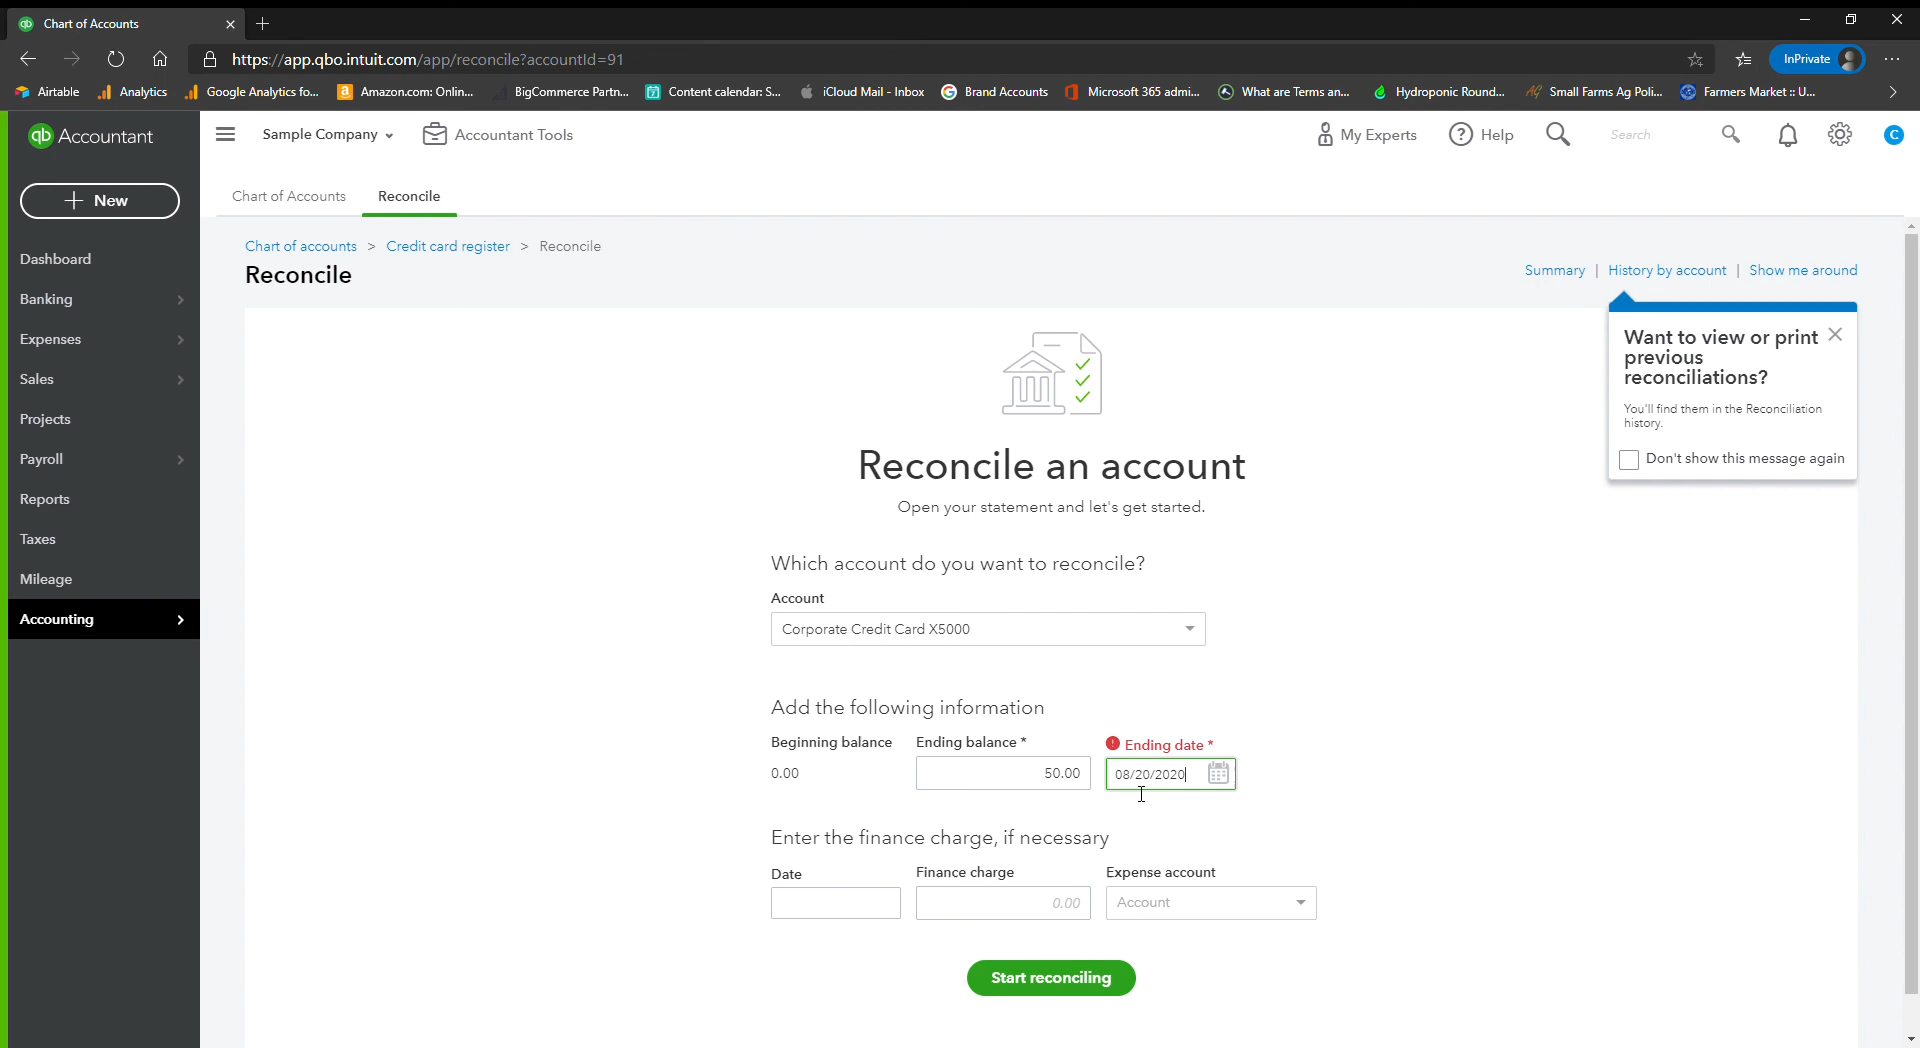 Chart of Accounts
https://app.qbo.intuit.com/app/reconcile?accountId=91
InPrivate
Airtable
Analytics
Google Analytics fo...
Amazon.com: Onlin...
BigCommerce Partn...
Content calendar: S...
iCloud Mail - Inbox
Brand Accounts
Microsoft 365 admi...
What are Terms an...
Hydroponic Round...
Small Farms Ag Poli...
Farmers Market :: U...
qb Accountant
Sample Company
Accountant Tools
My Experts
Help
Search
C
New
Dashboard
Banking
Expenses
Sales
Projects
Payroll
Reports
Taxes
Mileage
Accounting
Chart of Accounts
Reconcile
Chart of accounts > Credit card register > Reconcile
Reconcile
Summary | History by account | Show me around
Want to view or print
previous
reconciliations?
You'll find them in the Reconciliation
history.
Don't show this message again
Reconcile an account
Open your statement and let's get started.
Which account do you want to reconcile?
Account
Corporate Credit Card X5000
Add the following information
Beginning balance
Ending balance *
Ending date *
0.00
50.00
08/20/2020
Enter the finance charge, if necessary
Date
Finance charge
Expense account
0.00
Account
Start reconciling